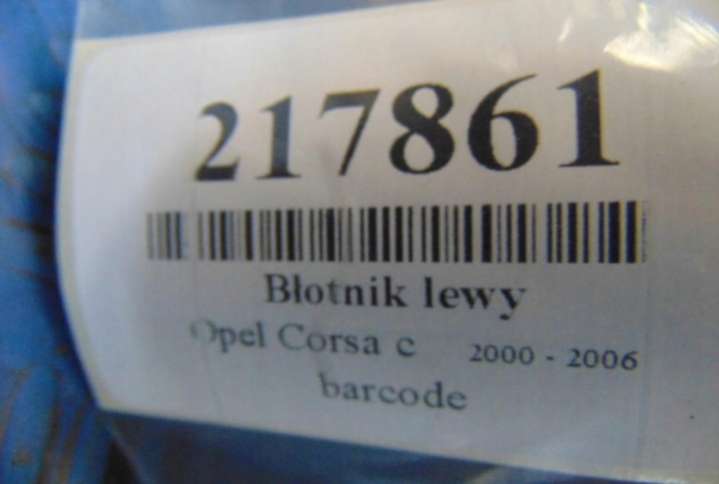 217861
Błotnik lewy
Opel Corsa c 2000 - 2006
barcode